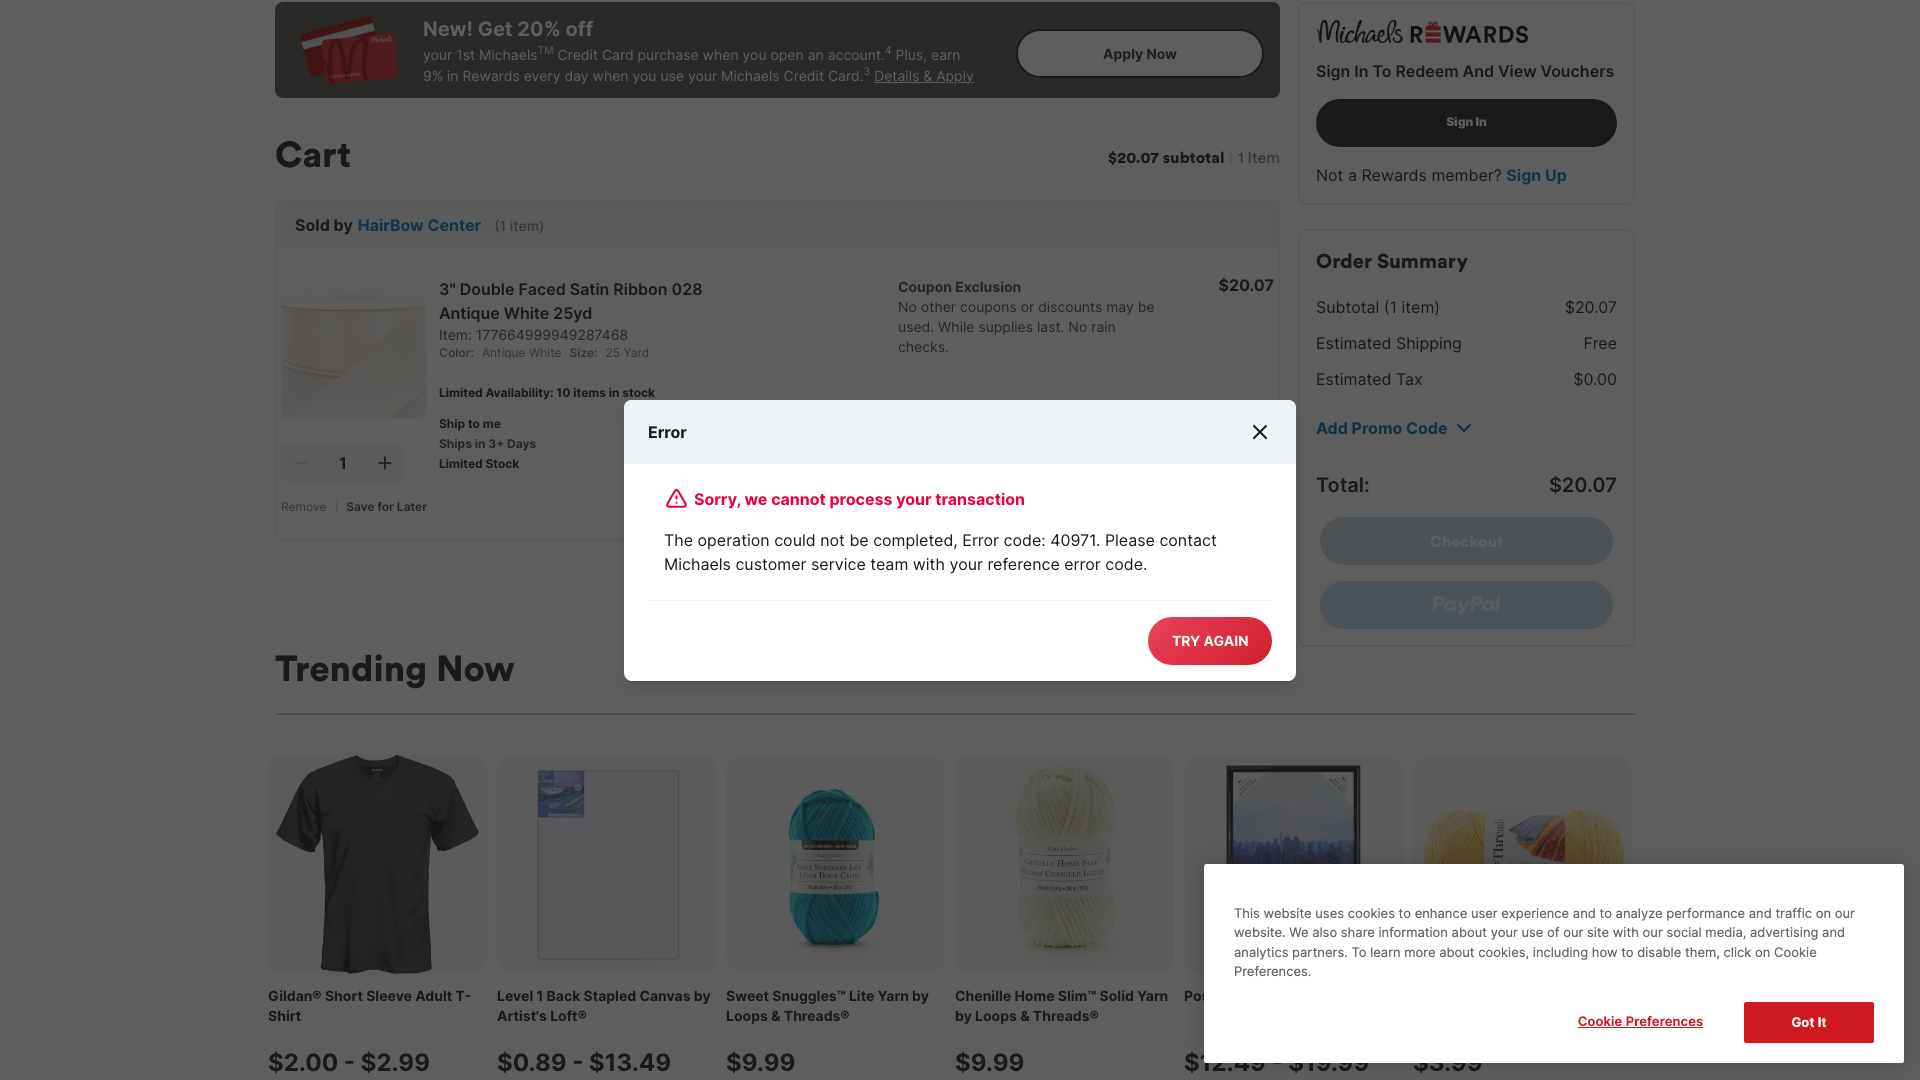 New! Get 20% off
your 1st Michaels™ Credit Card purchase when you open an account.4 Plus, earn
9% in Rewards every day when you use your Michaels Credit Card.3 Details & Apply
Apply Now
Michaels REWARDS
Sign In To Redeem And View Vouchers
Sign In
Not a Rewards member? Sign Up
Cart
$20.07 subtotal | 1 Item
Sold by HairBow Center (1 item)
3" Double Faced Satin Ribbon 028
Antique White 25yd
Item: 177664999949287468
Color: Antique White Size: 25 Yard
Limited Availability: 10 items in stock
Ship to me
Ships in 3+ Days
Limited Stock
1
Remove
Save for Later
Coupon Exclusion
No other coupons or discounts may be
used. While supplies last. No rain
checks.
$20.07
Order Summary
Subtotal (1 item) $20.07
Estimated Shipping Free
Estimated Tax $0.00
Add Promo Code
Total: $20.07
Checkout
PayPal
Error
Sorry, we cannot process your transaction
The operation could not be completed, Error code: 40971. Please contact
Michaels customer service team with your reference error code.
TRY AGAIN
Trending Now
Gildan® Short Sleeve Adult T-
Shirt
$2.00 - $2.99
Level 1 Back Stapled Canvas by
Artist's Loft®
$0.89 - $13.49
Sweet Snuggles™ Lite Yarn by
Loops & Threads®
$9.99
CHENILLE HOME SLIM
Chenille Home Slim™ Solid Yarn
by Loops & Threads®
$9.99
$12.49 - $19.99
$3.99
This website uses cookies to enhance user experience and to analyze performance and traffic on our
website. We also share information about your use of our site with our social media, advertising and
analytics partners. To learn more about cookies, including how to disable them, click on Cookie
Preferences.
Cookie Preferences
Got It